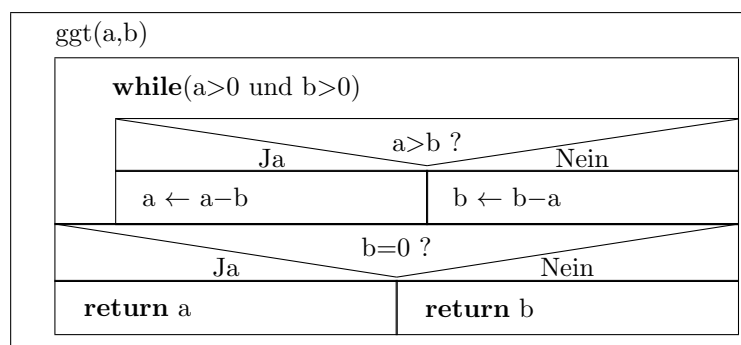 ggt(a,b)
while(a>0 und b>0)
a>b ?
Ja Nein
a ← a−b b ← b−a
b=0 ?
Ja Nein
return a return b